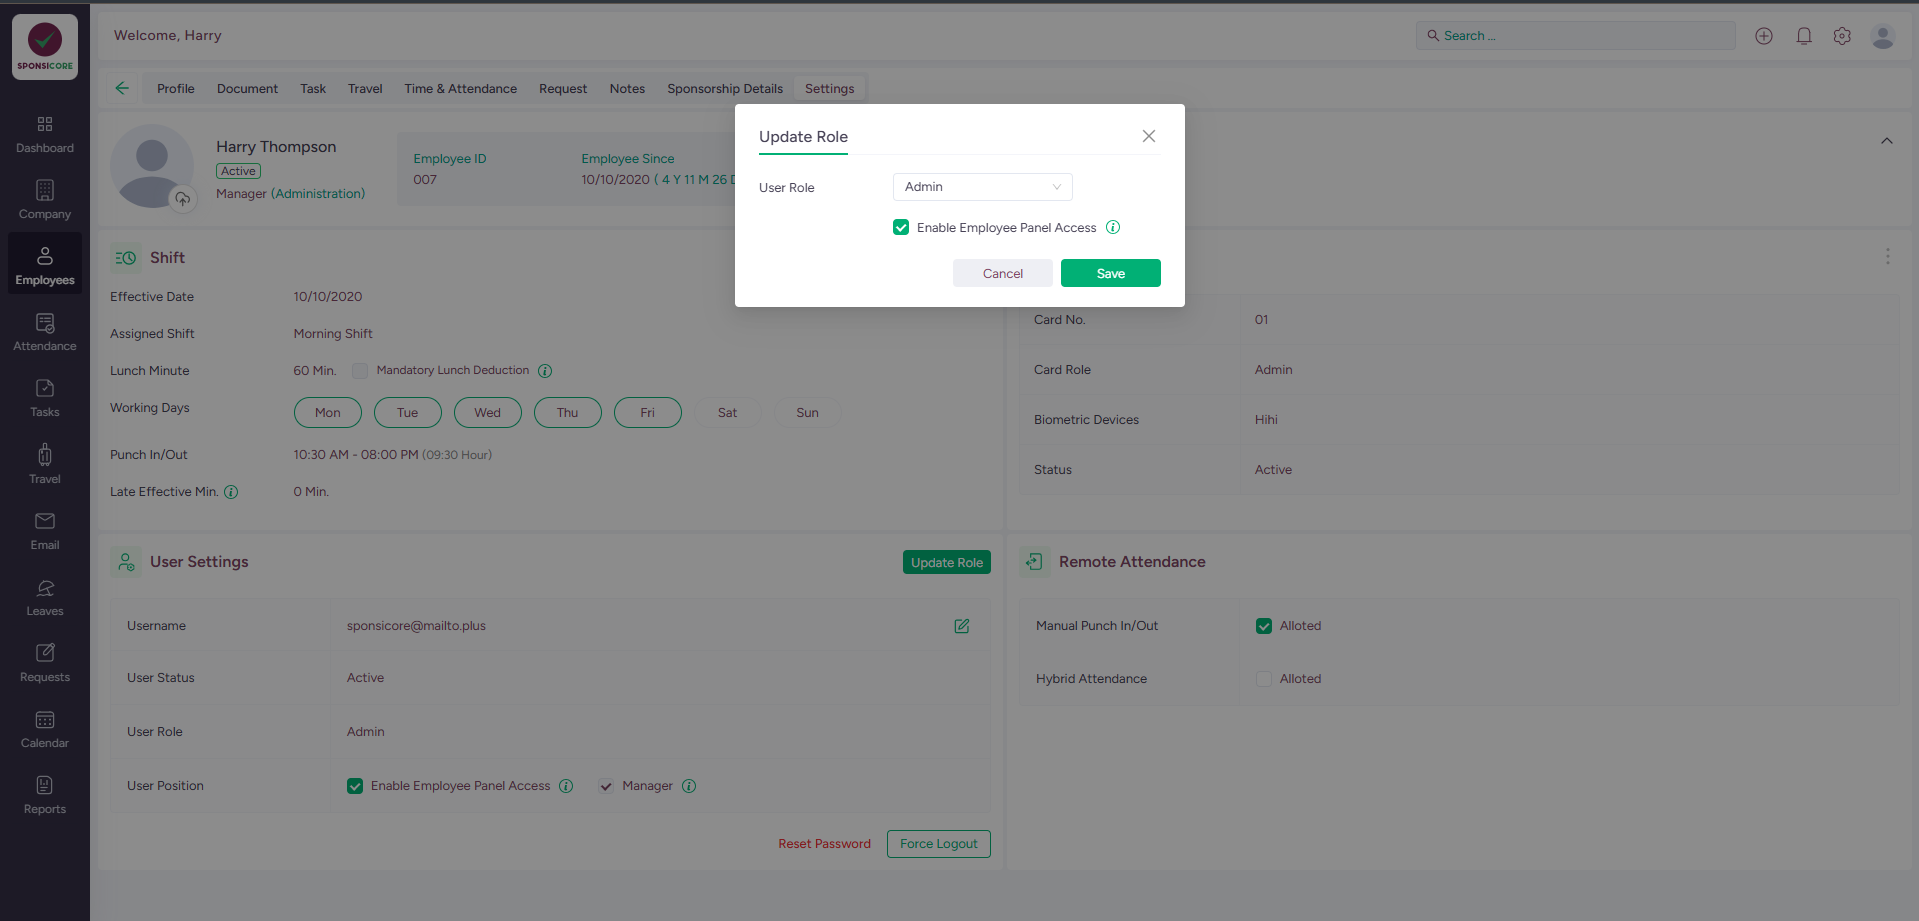 SPONSICORE
Welcome, Harry
Search ...
Profile Document Task Travel Time & Attendance Request Notes Sponsorship Details Settings
Dashboard
Company
Employees
Attendance
Tasks
Travel
Email
Leaves
Requests
Calendar
Reports
Harry Thompson
Active
Manager (Administration)
Employee ID
007
Employee Since
10/10/2020 ( 4 Y 11 M 26 D
Update Role
User Role Admin
Enable Employee Panel Access
Cancel Save
Shift
Effective Date 10/10/2020
Assigned Shift Morning Shift
Lunch Minute 60 Min. Mandatory Lunch Deduction
Working Days Mon Tue Wed Thu Fri Sat Sun
Punch In/Out 10:30 AM - 08:00 PM (09:30 Hour)
Late Effective Min. 0 Min.
Card No. 01
Card Role Admin
Biometric Devices Hihi
Status Active
User Settings Update Role
Username sponsicore@mailto.plus
User Status Active
User Role Admin
User Position Enable Employee Panel Access Manager
Reset Password Force Logout
Remote Attendance
Manual Punch In/Out Alloted
Hybrid Attendance Alloted